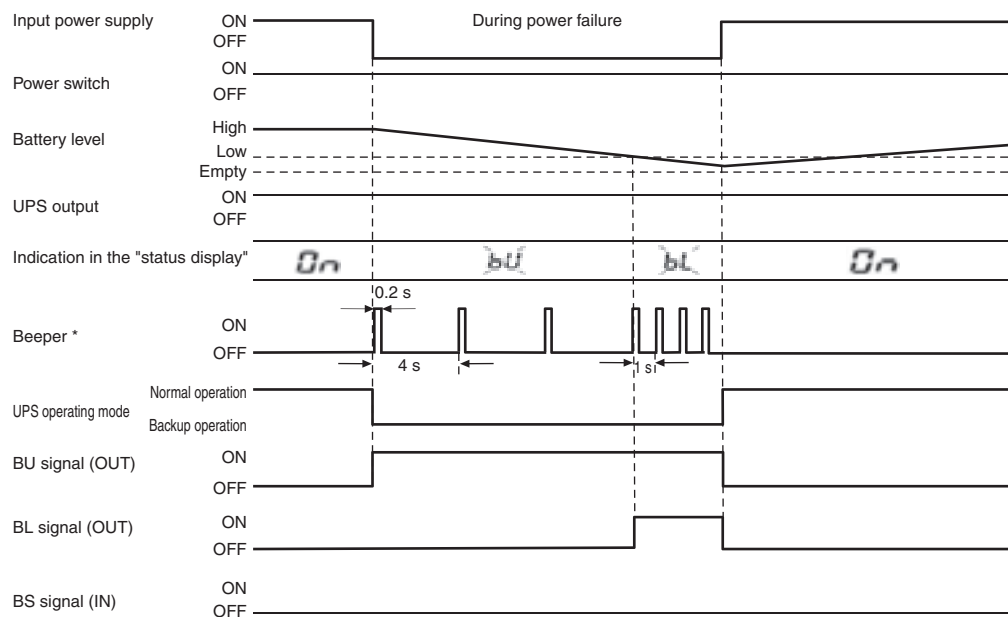 Input power supply ON During power failure
OFF
Power switch ON
OFF
Battery level High
Low
Empty
UPS output ON
OFF
Indication in the "status display" On bU bL On
0.2 s
Beeper * ON
OFF
4 s 1 s
UPS operating mode Normal operation
Backup operation
BU signal (OUT) ON
OFF
BL signal (OUT) ON
OFF
BS signal (IN) ON
OFF